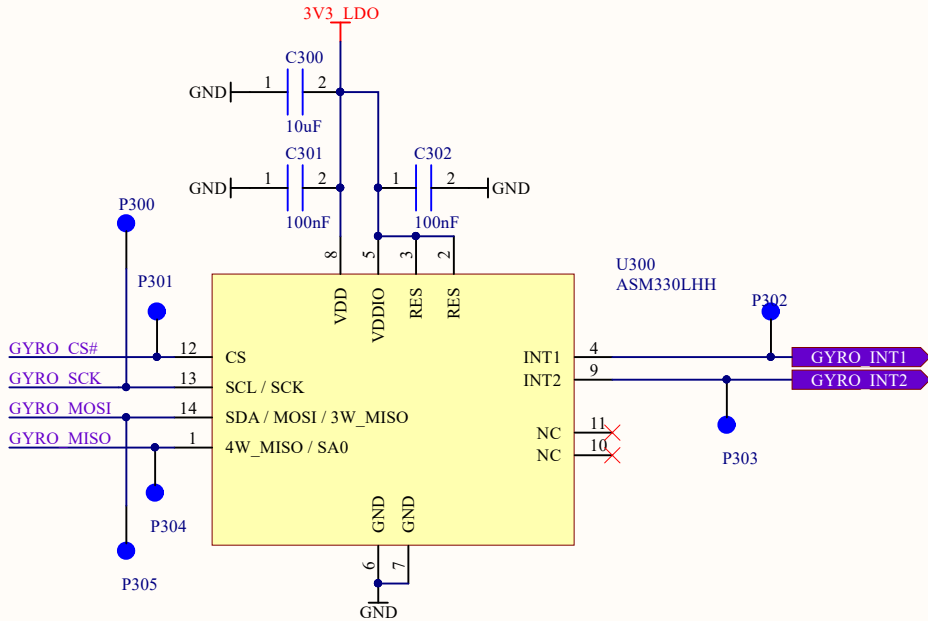 3V3_LDO
C300
GND 1 2
10uF
C301 C302
GND 1 2 1 2 GND
100nF 100nF
P300
8 5 3 2
VDD VDDIO RES RES
U300
ASM330LHH
P301 P302
GYRO_CS# 12 CS INT1 4 GYRO_INT1
GYRO_SCK 13 SCL / SCK INT2 9 GYRO_INT2
GYRO_MOSI 14 SDA / MOSI / 3W_MISO
GYRO_MISO 1 4W_MISO / SA0
NC 11
NC 10
P303
P304
P305
GND GND
6 7
GND